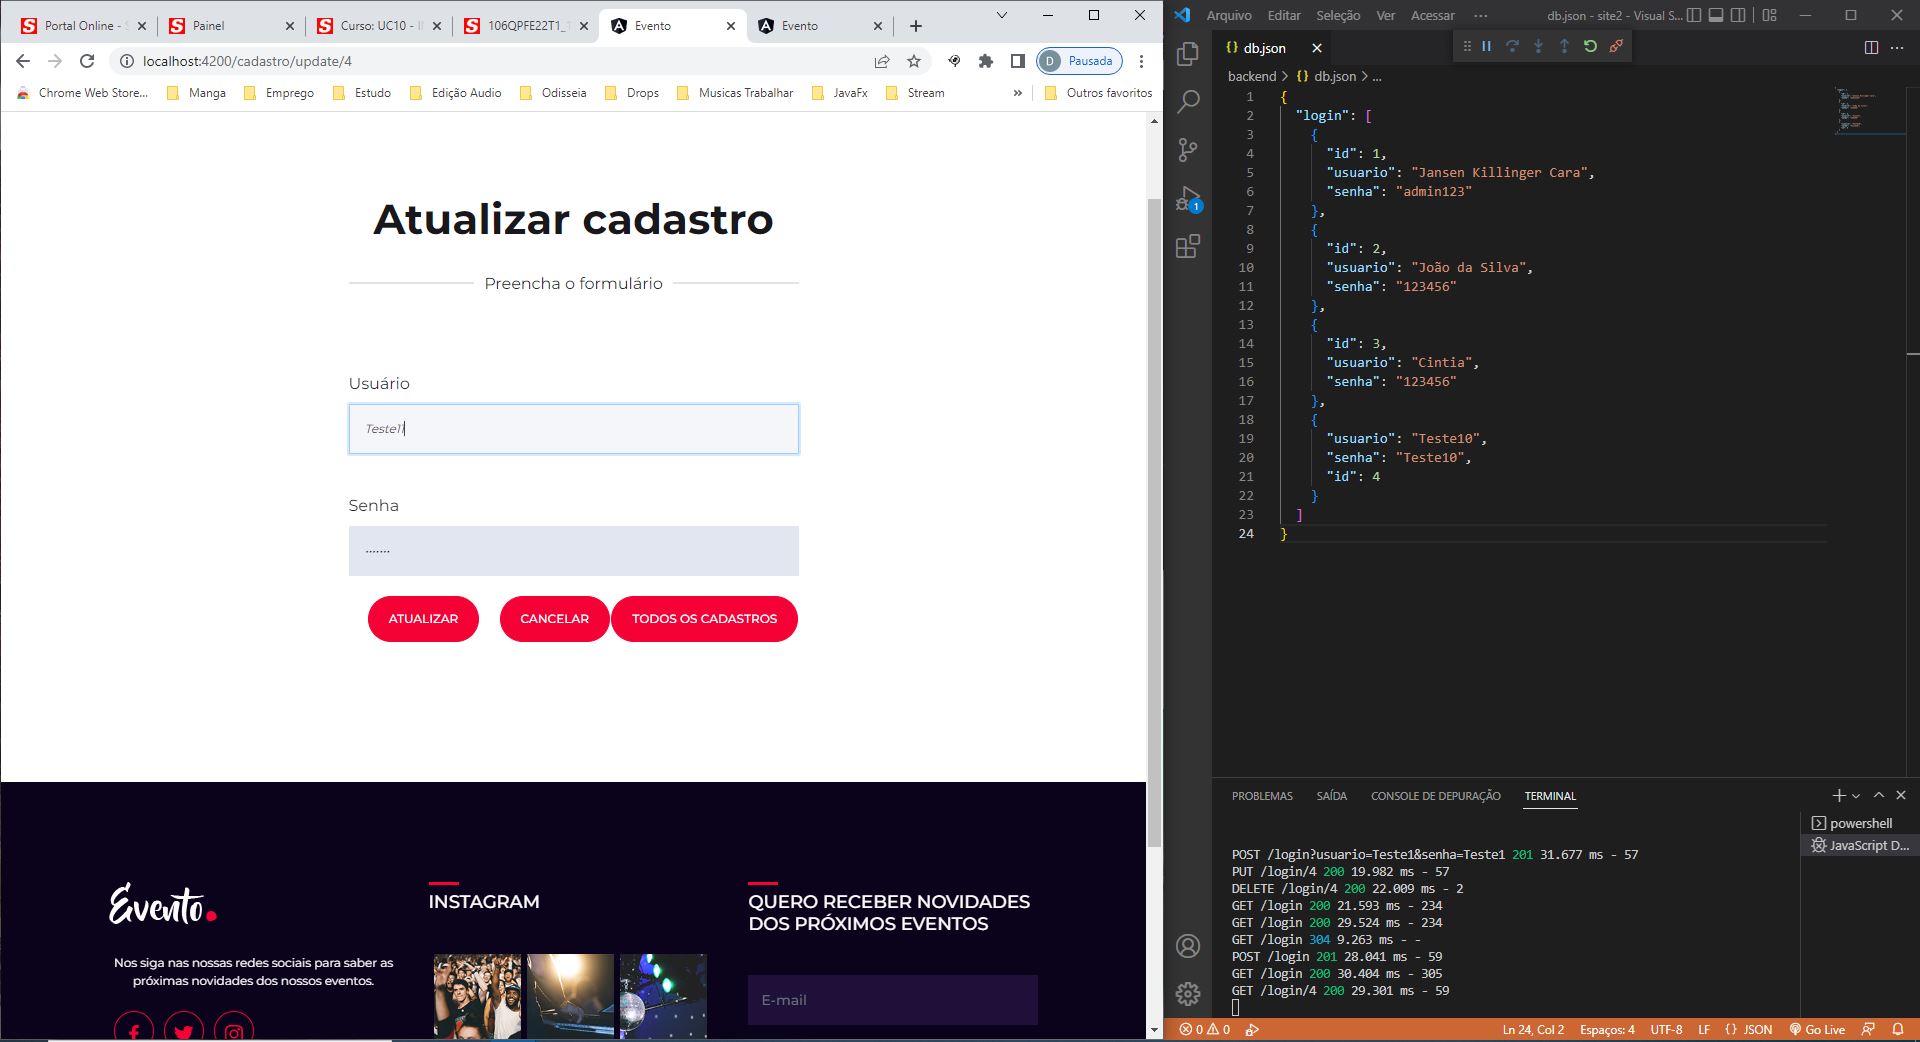 Portal Online - S
Painel
Curso: UC10 - II
106QPFE22T1_1
Evento
Evento
localhost:4200/cadastro/update/4
D Pausada
Chrome Web Store...
Manga
Emprego
Estudo
Edição Audio
Odisseia
Drops
Musicas Trabalhar
JavaFx
Stream
»
Outros favoritos
Atualizar cadastro
Preencha o formulário
Usuário
Teste11
Senha
.......
ATUALIZAR
CANCELAR
TODOS OS CADASTROS
Evento.
Nos siga nas nossas redes sociais para saber as
próximas novidades dos nossos eventos.
INSTAGRAM
QUERO RECEBER NOVIDADES
DOS PRÓXIMOS EVENTOS
E-mail
Arquivo Editar Seleção Ver Acessar ...
db.json - site2 - Visual S...
{} db.json
backend > {} db.json > ...
1 {
2 "login": [
3 {
4 "id": 1,
5 "usuario": "Jansen Killinger Cara",
6 "senha": "admin123"
7 },
8 {
9 "id": 2,
10 "usuario": "João da Silva",
11 "senha": "123456"
12 },
13 {
14 "id": 3,
15 "usuario": "Cintia",
16 "senha": "123456"
17 },
18 {
19 "usuario": "Teste10",
20 "senha": "Teste10",
21 "id": 4
22 }
23 ]
24 }
1
PROBLEMAS SAÍDA CONSOLE DE DEPURAÇÃO TERMINAL
powershell
JavaScript D...
POST /login?usuario=Teste1&senha=Teste1 201 31.677 ms - 57
PUT /login/4 200 19.982 ms - 57
DELETE /login/4 200 22.009 ms - 2
GET /login 200 21.593 ms - 234
GET /login 200 29.524 ms - 234
GET /login 304 9.263 ms - -
POST /login 201 28.041 ms - 59
GET /login 200 30.404 ms - 305
GET /login/4 200 29.301 ms - 59
0 0
Ln 24, Col 2 Espaços: 4 UTF-8 LF {} JSON Go Live